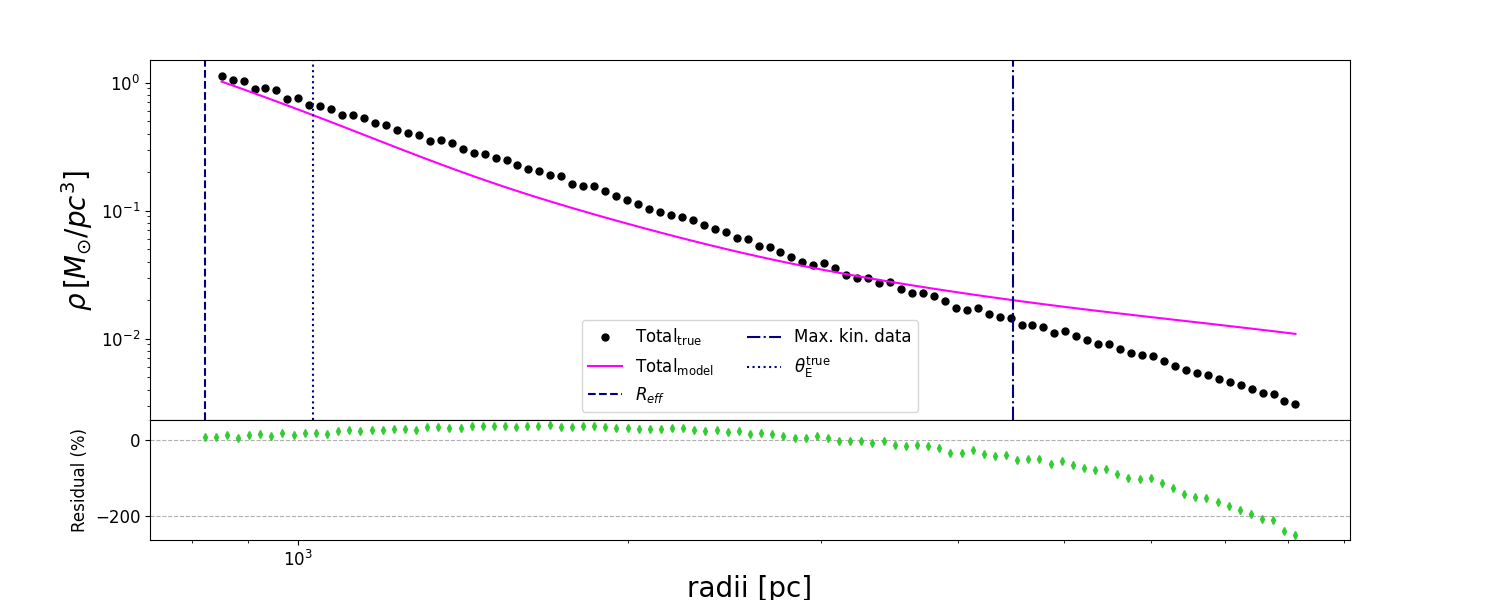 10⁰
10⁻¹
10⁻²
ρ [M⊙/pc³]
Total_true
Total_model
R_eff
Max. kin. data
θ_E^true
0
−200
Residual (%)
10³
radii [pc]